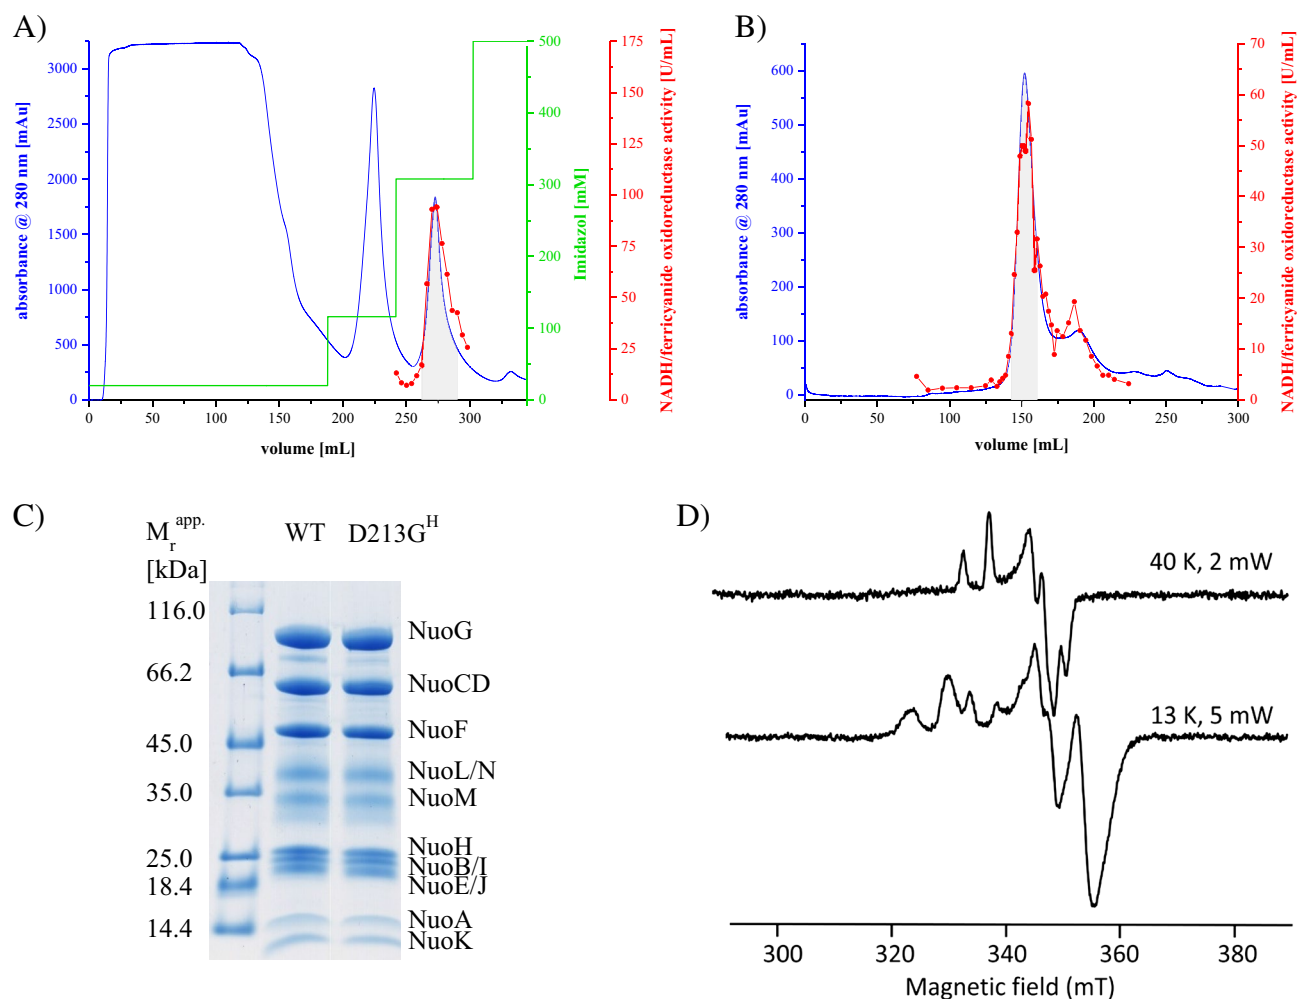 A)
absorbance @ 280 nm [mAu]
3000
2500
2000
1500
1000
500
0
0 50 100 150 200 250 300
volume [mL]
500
400
300
200
100
0
Imidazol [mM]
175
150
125
100
75
50
25
0
NADH/ferricyanide oxidoreductase activity [U/mL]
B)
absorbance @ 280 nm [mAu]
600
500
400
300
200
100
0
0 50 100 150 200 250 300
volume [mL]
70
60
50
40
30
20
10
0
NADH/ferricyanide oxidoreductase activity [U/mL]
C)
M_r^app.
[kDa]
WT D213G^H
116.0
66.2
45.0
35.0
25.0
18.4
14.4
NuoG
NuoCD
NuoF
NuoL/N
NuoM
NuoH
NuoB/I
NuoE/J
NuoA
NuoK
D)
40 K, 2 mW
13 K, 5 mW
300 320 340 360 380
Magnetic field (mT)